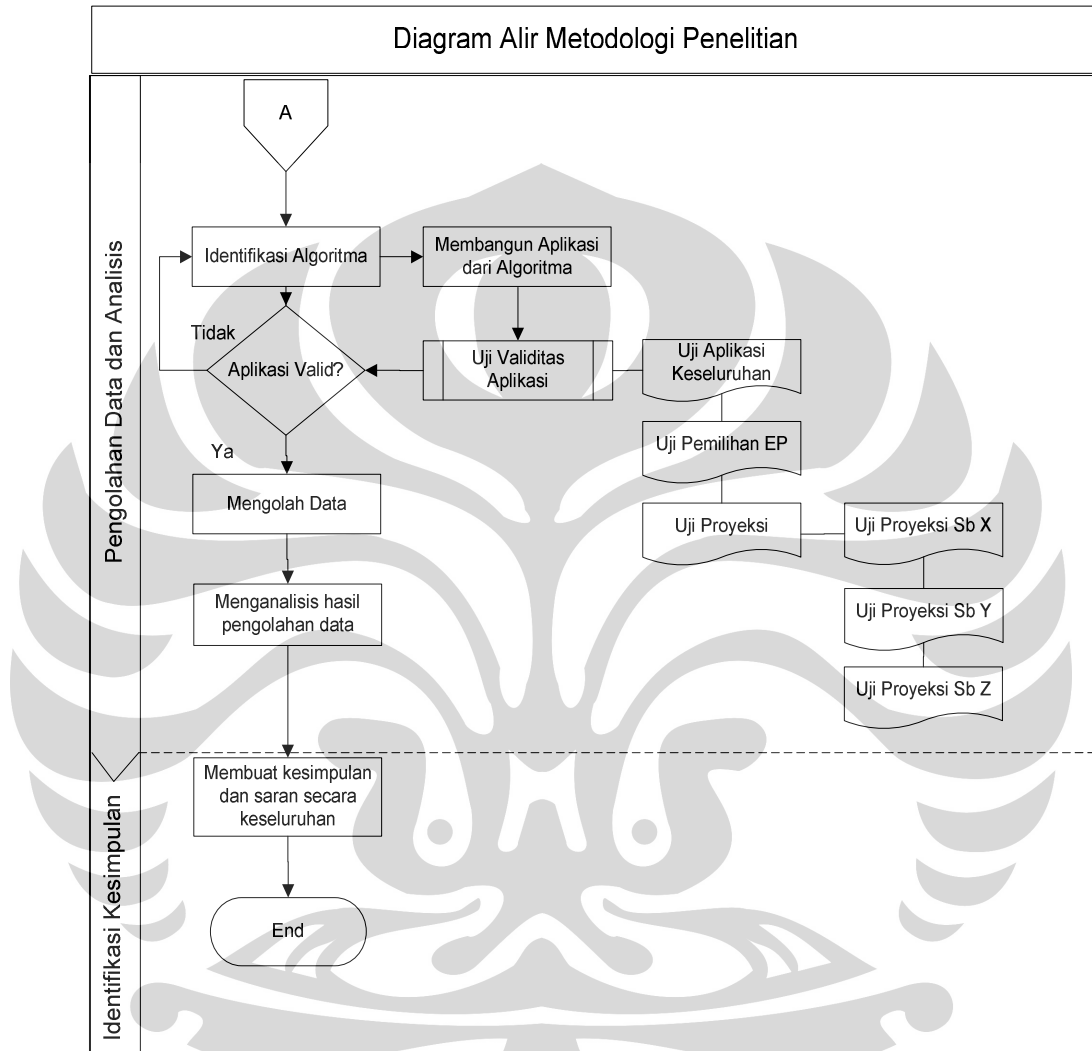 Diagram Alir Metodologi Penelitian
Pengolahan Data dan Analisis
A
Identifikasi Algoritma
Membangun Aplikasi
dari Algoritma
Tidak
Aplikasi Valid?
Uji Validitas
Aplikasi
Uji Aplikasi
Keseluruhan
Uji Pemilihan EP
Ya
Mengolah Data
Uji Proyeksi
Uji Proyeksi Sb X
Menganalisis hasil
pengolahan data
Uji Proyeksi Sb Y
Uji Proyeksi Sb Z
Identifikasi Kesimpulan
Membuat kesimpulan
dan saran secara
keseluruhan
End